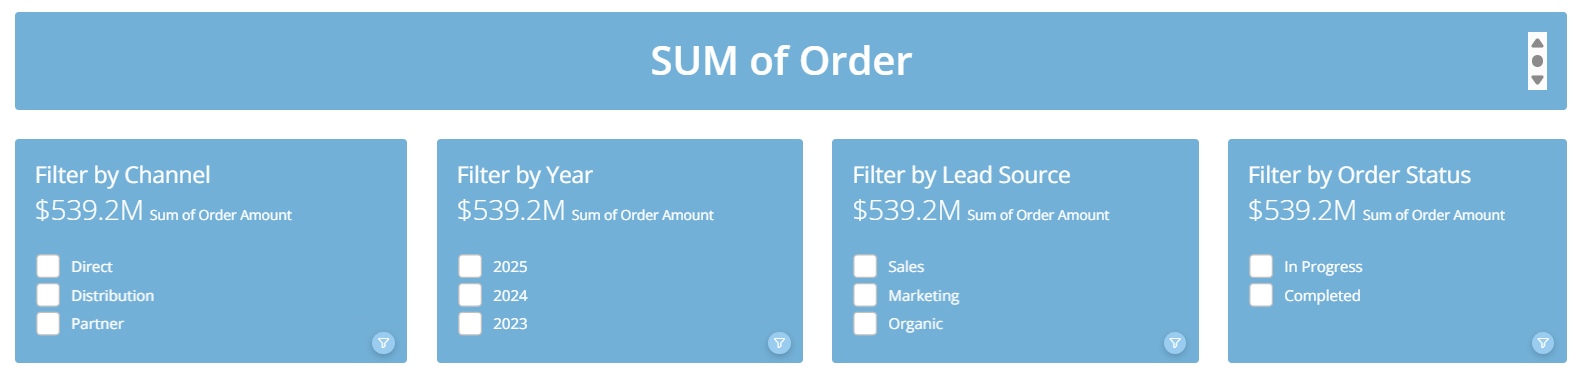 SUM of Order
Filter by Channel
$539.2M Sum of Order Amount
Direct
Distribution
Partner
Filter by Year
$539.2M Sum of Order Amount
2025
2024
2023
Filter by Lead Source
$539.2M Sum of Order Amount
Sales
Marketing
Organic
Filter by Order Status
$539.2M Sum of Order Amount
In Progress
Completed